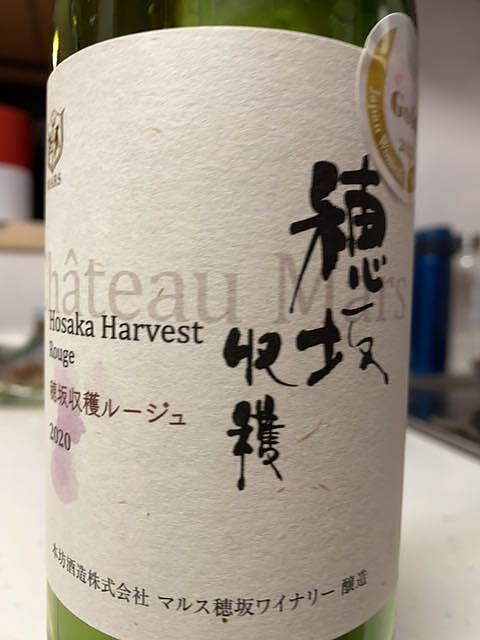 MARS
Château Mars
穂坂
収穫
Hosaka Harvest
Rouge
穂坂収穫ルージュ
2020
本坊酒造株式会社 マルス穂坂ワイナリー 醸造
Japan